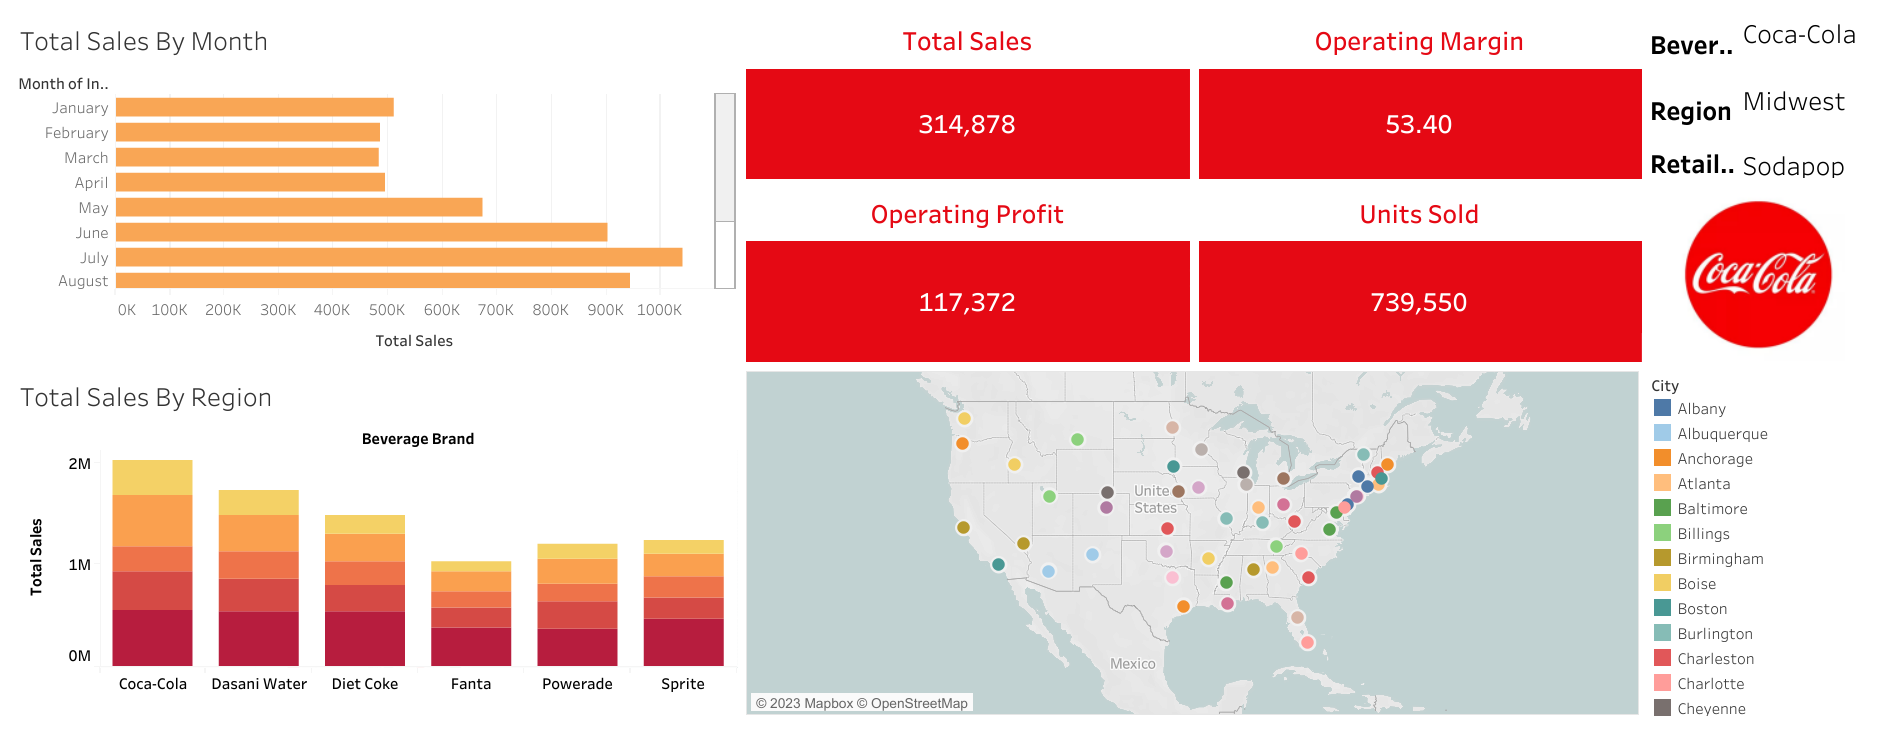 Total Sales By Month
Month of In..
January
February
March
April
May
June
July
August
0K 100K 200K 300K 400K 500K 600K 700K 800K 900K 1000K
Total Sales
Total Sales
314,878
Operating Margin
53.40
Operating Profit
117,372
Units Sold
739,550
Bever.. Coca-Cola
Region Midwest
Retail.. Sodapop
Coca-Cola
Total Sales By Region
Beverage Brand
Total Sales
2M
1M
0M
Coca-Cola Dasani Water Diet Coke Fanta Powerade Sprite
Unite
States
Mexico
© 2023 Mapbox © OpenStreetMap
City
Albany
Albuquerque
Anchorage
Atlanta
Baltimore
Billings
Birmingham
Boise
Boston
Burlington
Charleston
Charlotte
Cheyenne